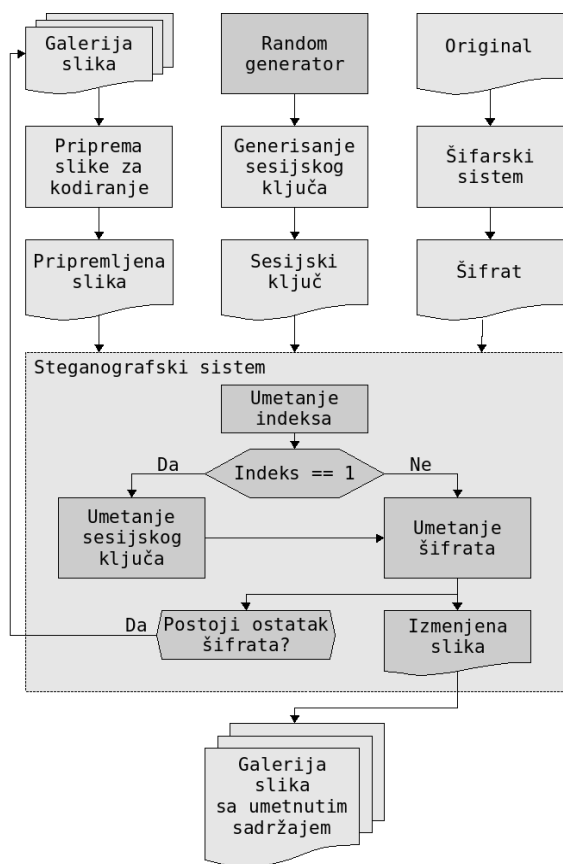 Galerija
slika
Random
generator
Original
Priprema
slike za
kodiranje
Generisanje
sesijskog
ključa
Šifarski
sistem
Pripremljena
slika
Sesijski
ključ
Šifrat
Steganografski sistem
Umetanje
indeksa
Da
Indeks == 1
Ne
Umetanje
sesijskog
ključa
Umetanje
šifrata
Da
Postoji ostatak
šifrata?
Izmenjena
slika
Galerija
slika
sa umetnutim
sadržajem